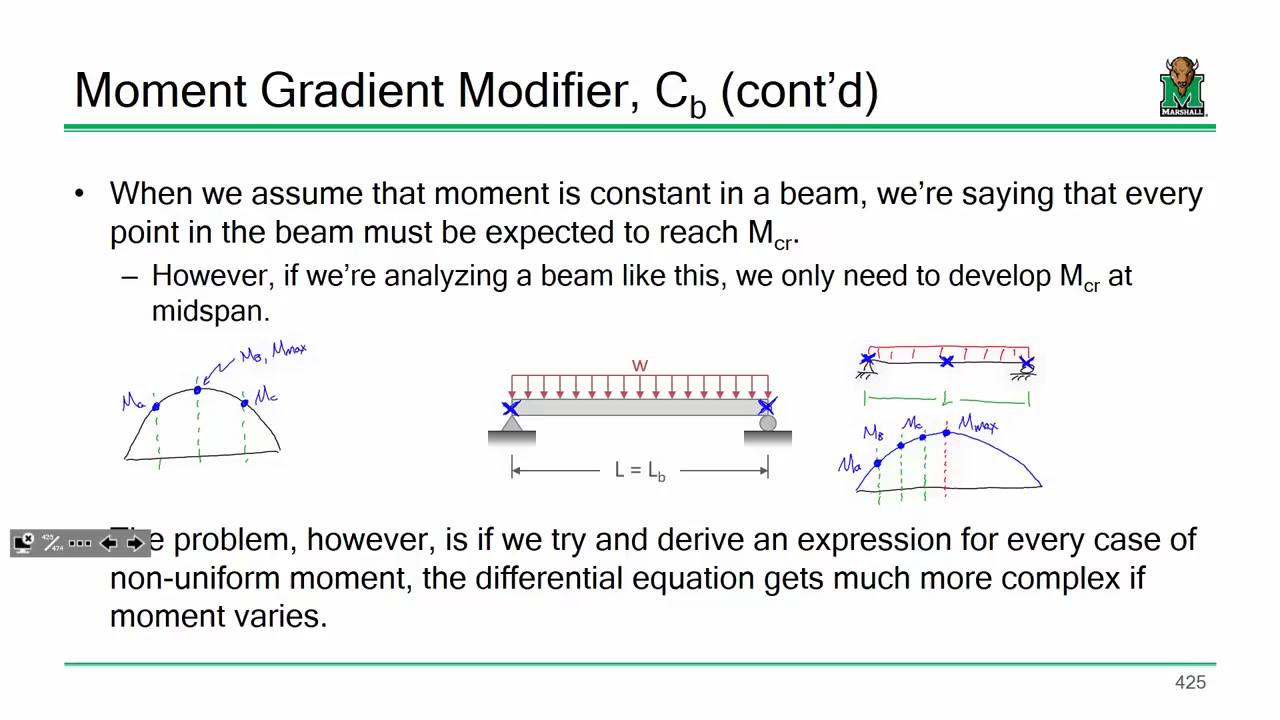 Moment Gradient Modifier, Cb (cont’d)
MARSHALL
• When we assume that moment is constant in a beam, we’re saying that every
point in the beam must be expected to reach Mcr.
– However, if we’re analyzing a beam like this, we only need to develop Mcr at
midspan.
MB, Mmax
Ma
Mc
w
L = Lb
L
MB
Mc
Mmax
Ma
e problem, however, is if we try and derive an expression for every case of
non-uniform moment, the differential equation gets much more complex if
moment varies.
425/474
425